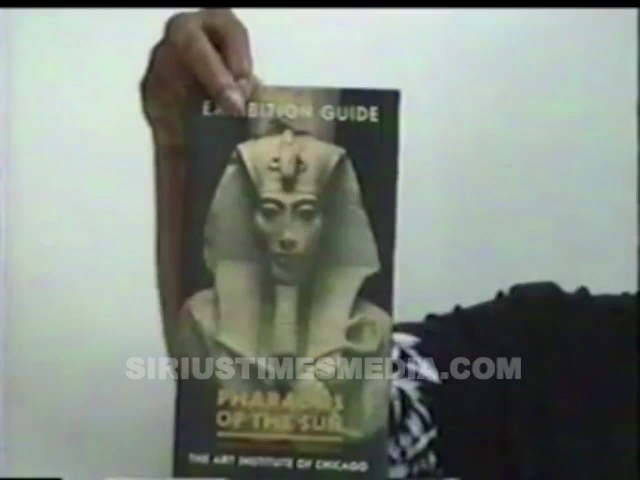 EXHIBITION GUIDE
SIRIUSTIMESMEDIA.COM
PHARAOHS
OF THE SUN
THE ART INSTITUTE OF CHICAGO